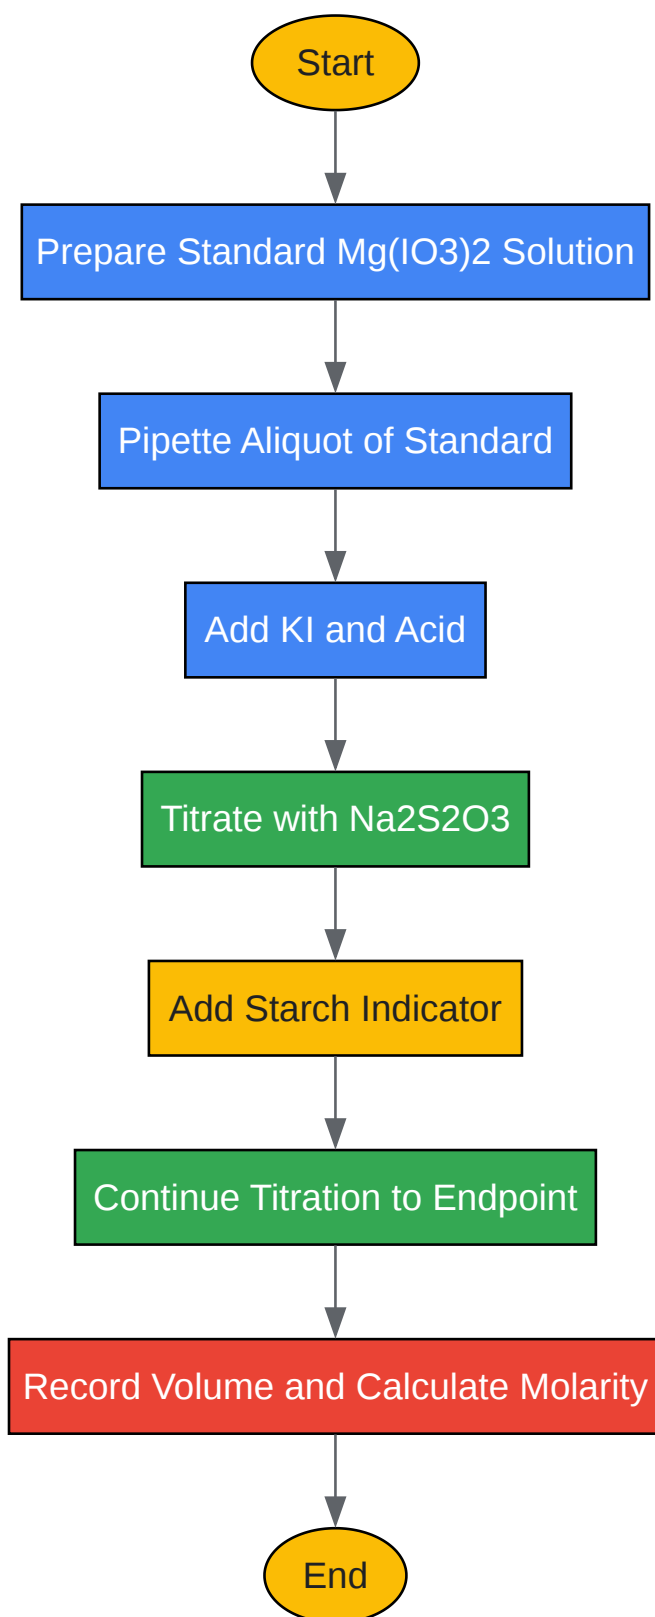 Start
Prepare Standard Mg(IO3)2 Solution
Pipette Aliquot of Standard
Add KI and Acid
Titrate with Na2S2O3
Add Starch Indicator
Continue Titration to Endpoint
Record Volume and Calculate Molarity
End